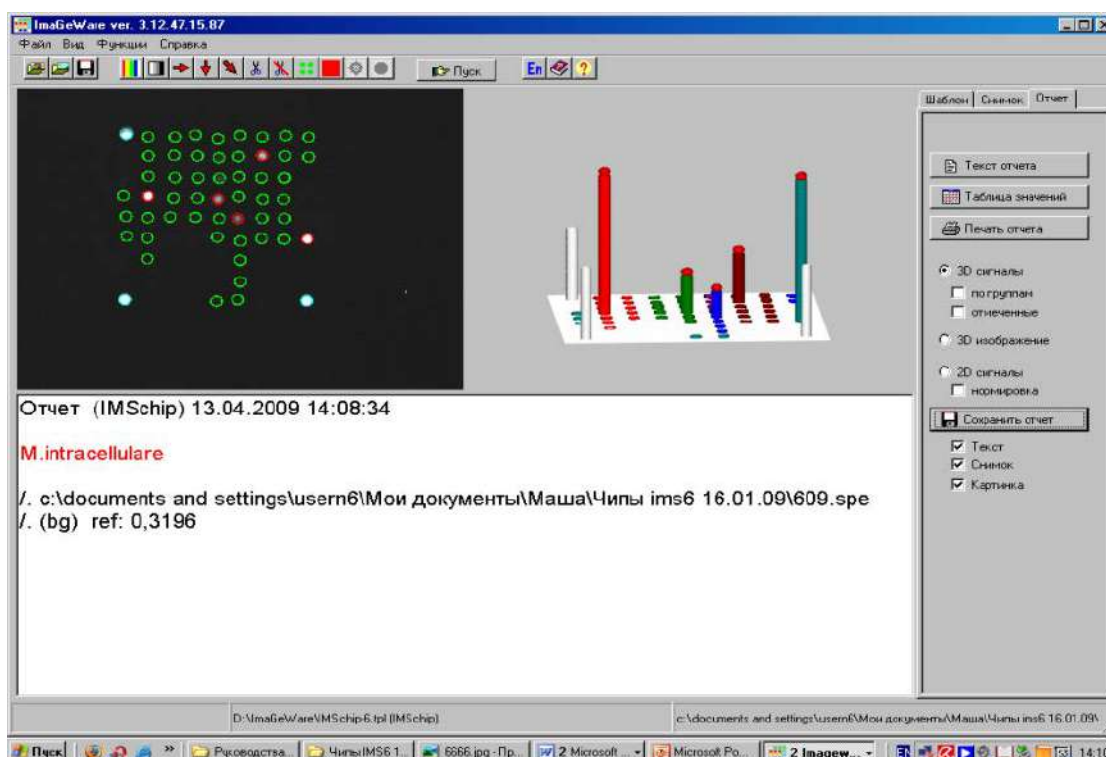 ImaGeWare ver. 3.12.47.15.87
Файл Вид Функции Справка
Пуск En ?
Шаблон Снимок Отчет
Текст отчета
Таблица значений
Печать отчета
3D сигналы
по группам
отмеченные
3D изображение
2D сигналы
нормировка
Сохранить отчет
Текст
Снимок
Картинка
Отчет (IMSchip) 13.04.2009 14:08:34
M.intracellulare
/. c:\documents and settings\usern6\Мои документы\Маша\Чипы ims6 16.01.09\609.spe
/. (bg) ref: 0,3196
D:\ImaGeWare\IMSchip-6.tpl (IMSchip)
c:\documents and settings\usern6\Мои документы\Маша\Чипы ims6 16.01.09\
Пуск » Руководства... Чипы IMS6 1... 6666.jpg - Пр... 2 Microsoft ... Microsoft Po... 2 Imagew... EN 14:10